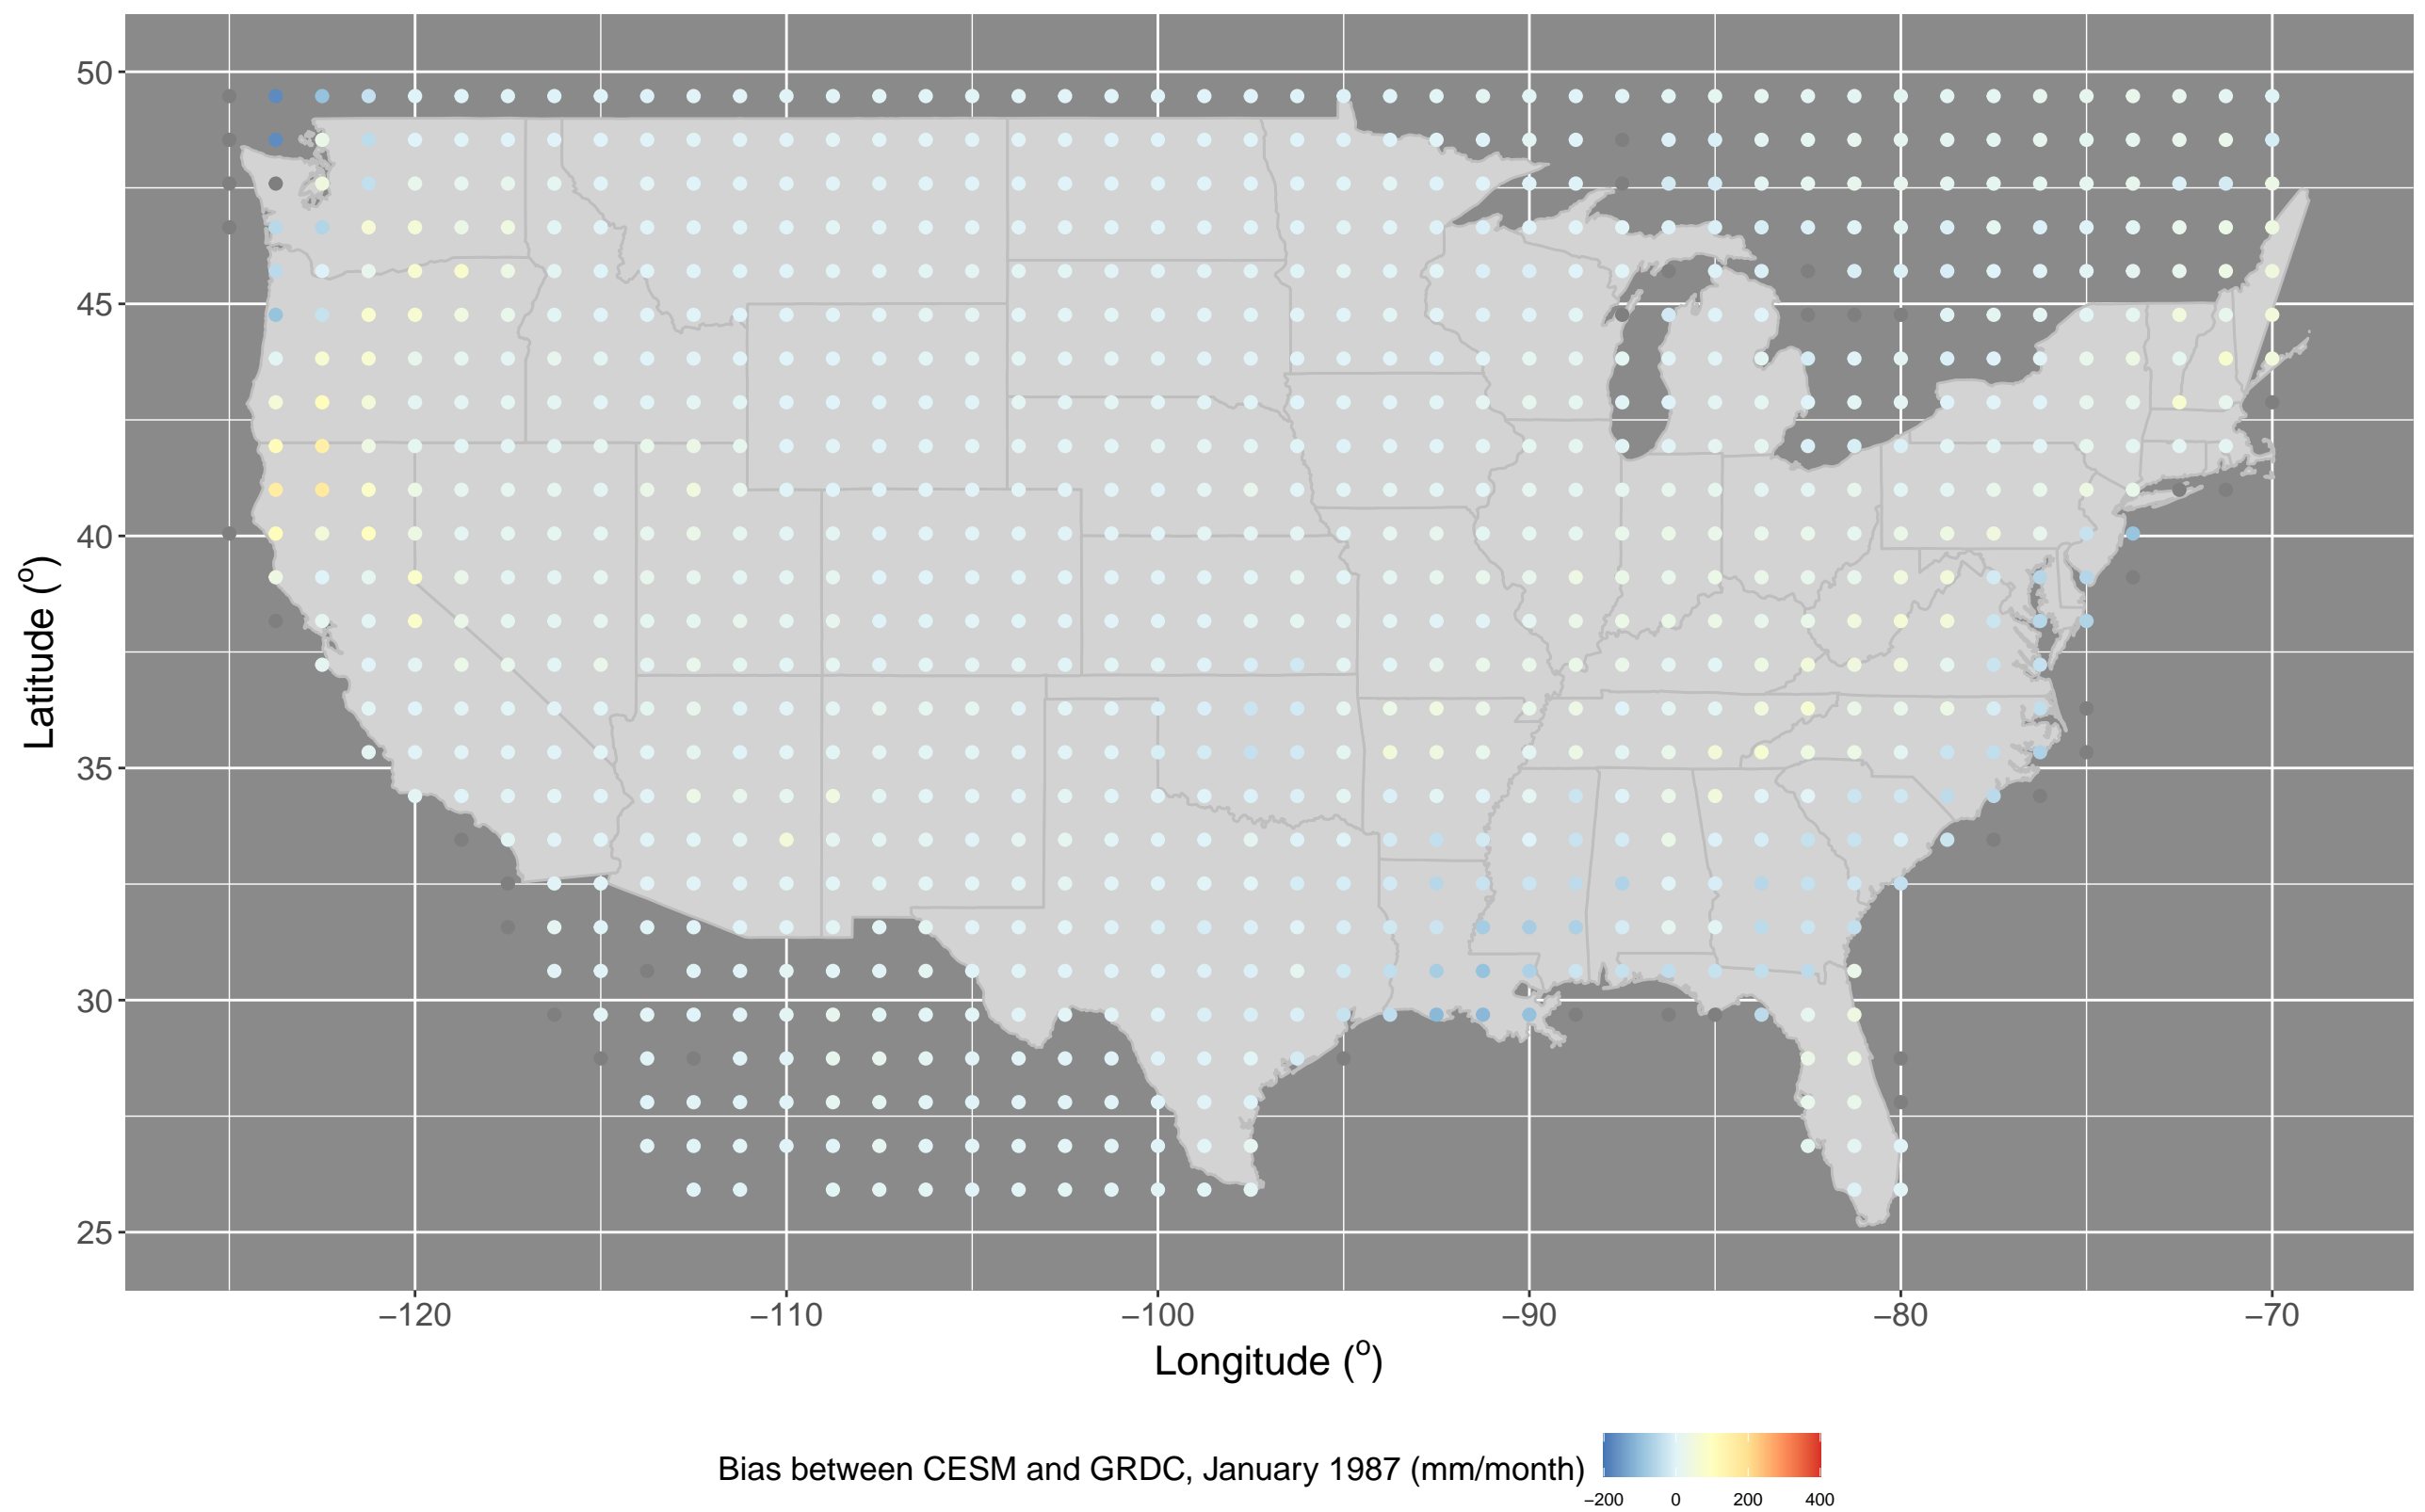 50
45
40
35
30
25
Latitude (º)
−120 −110 −100 −90 −80 −70
Longitude (º)
Bias between CESM and GRDC, January 1987 (mm/month)
−200 0 200 400